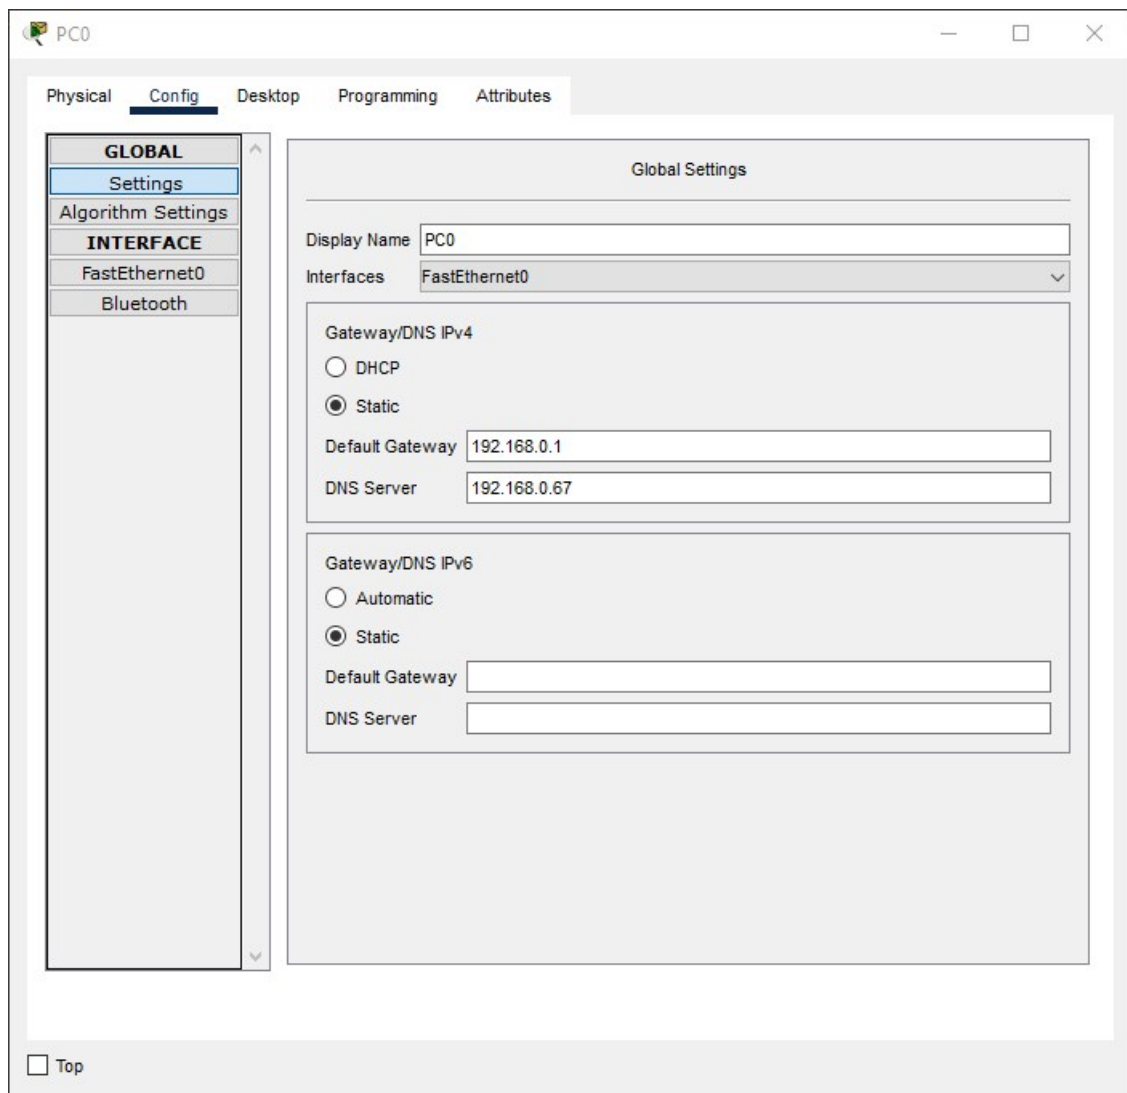 PC0
Physical Config Desktop Programming Attributes
GLOBAL
Settings
Algorithm Settings
INTERFACE
FastEthernet0
Bluetooth
Global Settings
Display Name PC0
Interfaces FastEthernet0
Gateway/DNS IPv4
DHCP
Static
Default Gateway 192.168.0.1
DNS Server 192.168.0.67
Gateway/DNS IPv6
Automatic
Static
Default Gateway
DNS Server
Top